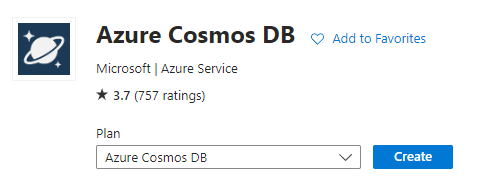 Azure Cosmos DB
Add to Favorites
Microsoft | Azure Service
★ 3.7 (757 ratings)
Plan
Azure Cosmos DB
Create